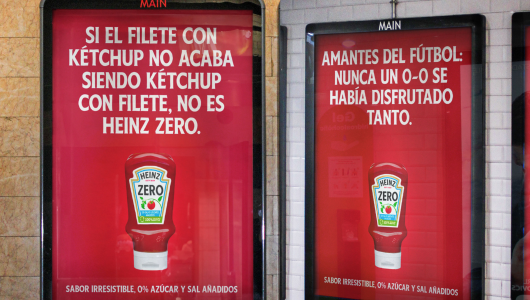 MAIN
SI EL FILETE CON
KÉTCHUP NO ACABA
SIENDO KÉTCHUP
CON FILETE, NO ES
HEINZ ZERO.
HEINZ
ZERO
SABOR IRRESISTIBLE, 0% AZÚCAR Y SAL AÑADIDOS
MAIN
AMANTES DEL FÚTBOL:
NUNCA UN 0-0 SE
HABÍA DISFRUTADO
TANTO.
HEINZ
ZERO
SABOR IRRESISTIBLE, 0% AZÚCAR Y SAL AÑADIDOS